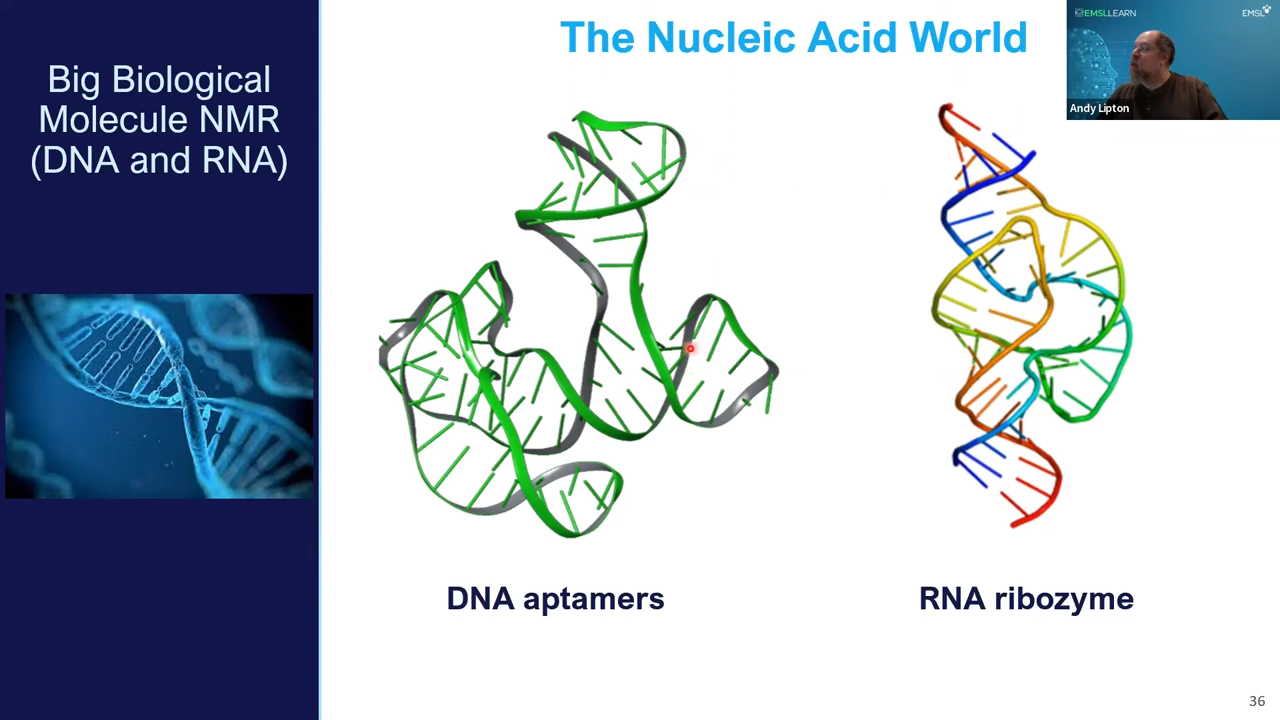 Big Biological
Molecule NMR
(DNA and RNA)
The Nucleic Acid World
EMSLLEARN
EMSL
Andy Lipton
DNA aptamers
RNA ribozyme
36